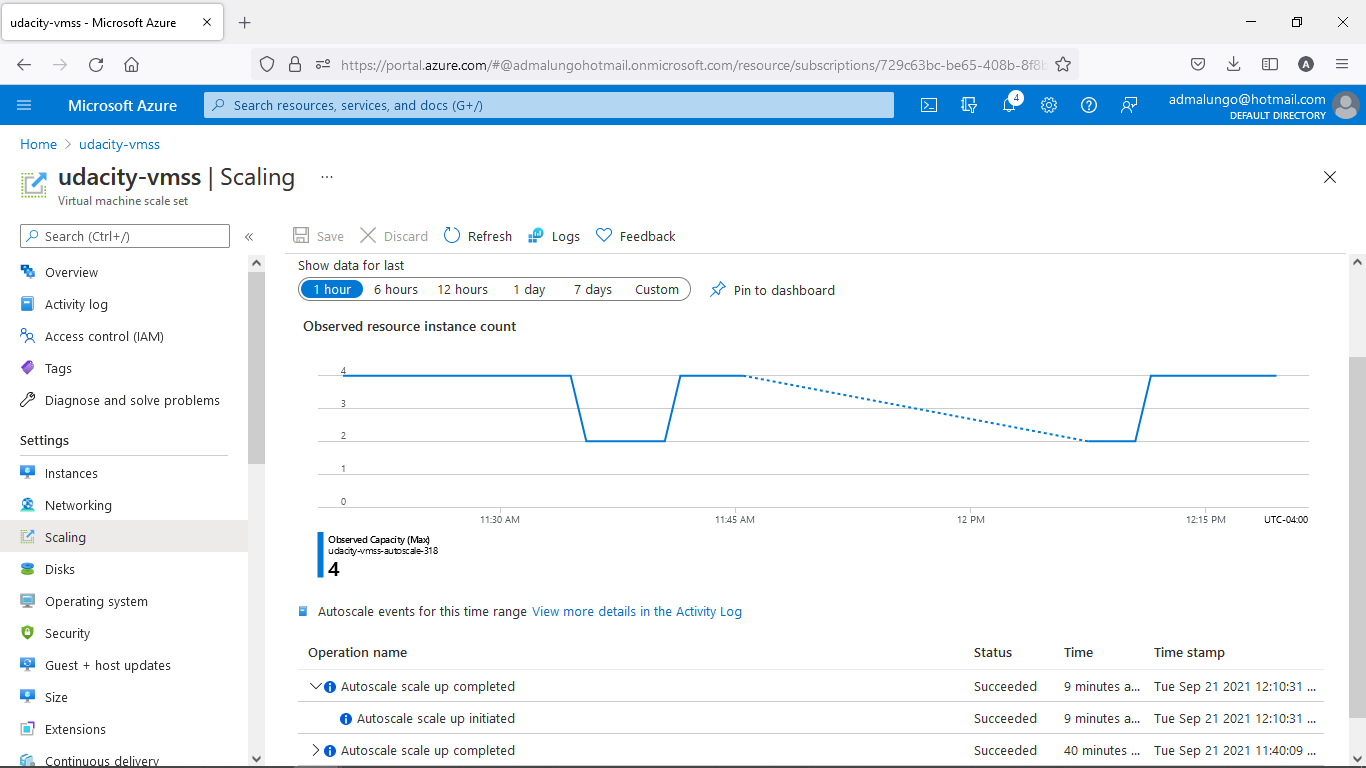 udacity-vmss - Microsoft Azure
https://portal.azure.com/#@admalungohotmail.onmicrosoft.com/resource/subscriptions/729c63bc-be65-408b-8f8b
A
Microsoft Azure
Search resources, services, and docs (G+/)
4
admalungo@hotmail.com
DEFAULT DIRECTORY
Home > udacity-vmss
udacity-vmss | Scaling ...
Virtual machine scale set
Search (Ctrl+/)
«
Save
Discard
Refresh
Logs
Feedback
Overview
Activity log
Access control (IAM)
Tags
Diagnose and solve problems
Settings
Instances
Networking
Scaling
Disks
Operating system
Security
Guest + host updates
Size
Extensions
Continuous delivery
Show data for last
1 hour 6 hours 12 hours 1 day 7 days Custom
Pin to dashboard
Observed resource instance count
4
3
2
1
0
11:30 AM 11:45 AM 12 PM 12:15 PM UTC-04:00
Observed Capacity (Max)
udacity-vmss-autoscale-318
4
Autoscale events for this time range View more details in the Activity Log
Operation name Status Time Time stamp
Autoscale scale up completed Succeeded 9 minutes a... Tue Sep 21 2021 12:10:31 ...
Autoscale scale up initiated Succeeded 9 minutes a... Tue Sep 21 2021 12:10:31 ...
Autoscale scale up completed Succeeded 40 minutes ... Tue Sep 21 2021 11:40:09 ...